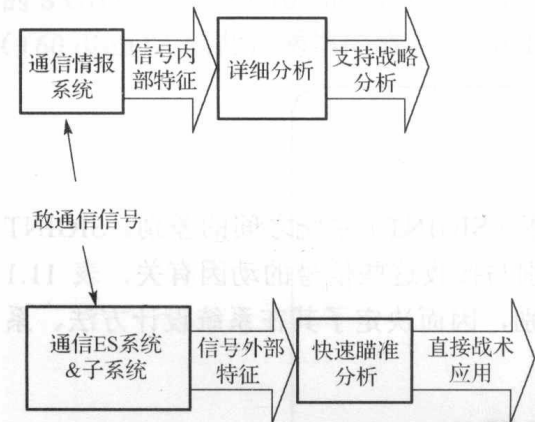 通信情报
系统
信号内
部特征
详细分析
支持战略
分析
敌通信信号
通信ES系统
&子系统
信号外部
特征
快速瞄准
分析
直接战术
应用